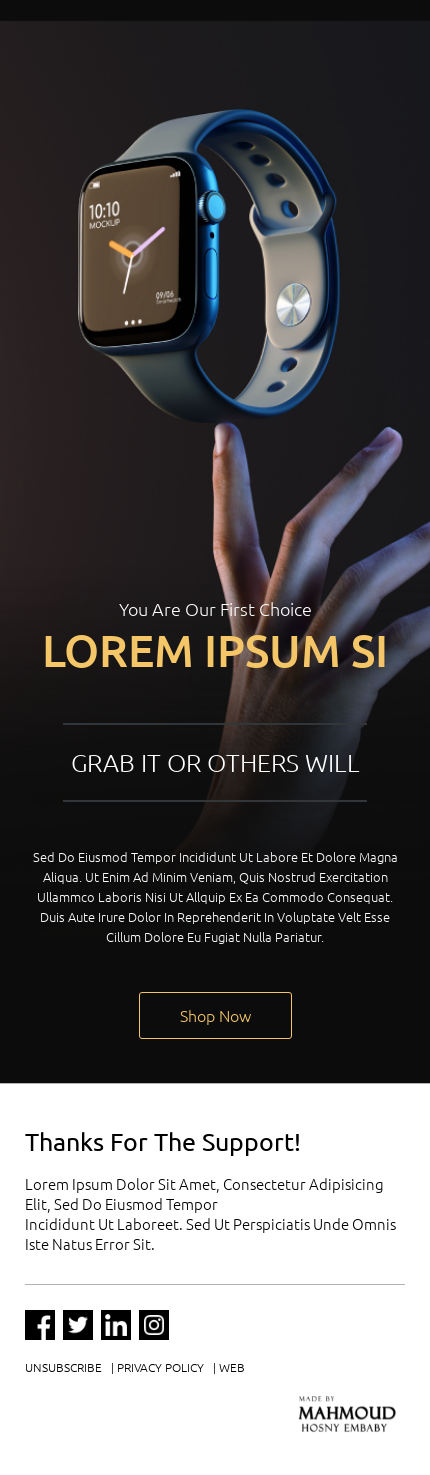 10:10
MOCKUP
09/06
Smartwatch
You Are Our First Choice
LOREM IPSUM SI
GRAB IT OR OTHERS WILL
Sed Do Eiusmod Tempor Incididunt Ut Labore Et Dolore Magna
Aliqua. Ut Enim Ad Minim Veniam, Quis Nostrud Exercitation
Ullammco Laboris Nisi Ut Allquip Ex Ea Commodo Consequat.
Duis Aute Irure Dolor In Reprehenderit In Voluptate Velt Esse
Cillum Dolore Eu Fugiat Nulla Pariatur.
Shop Now
Thanks For The Support!
Lorem Ipsum Dolor Sit Amet, Consectetur Adipisicing
Elit, Sed Do Eiusmod Tempor
Incididunt Ut Laboreet. Sed Ut Perspiciatis Unde Omnis
Iste Natus Error Sit.
UNSUBSCRIBE | PRIVACY POLICY | WEB
MADE BY
MAHMOUD
HOSNY EMBABY